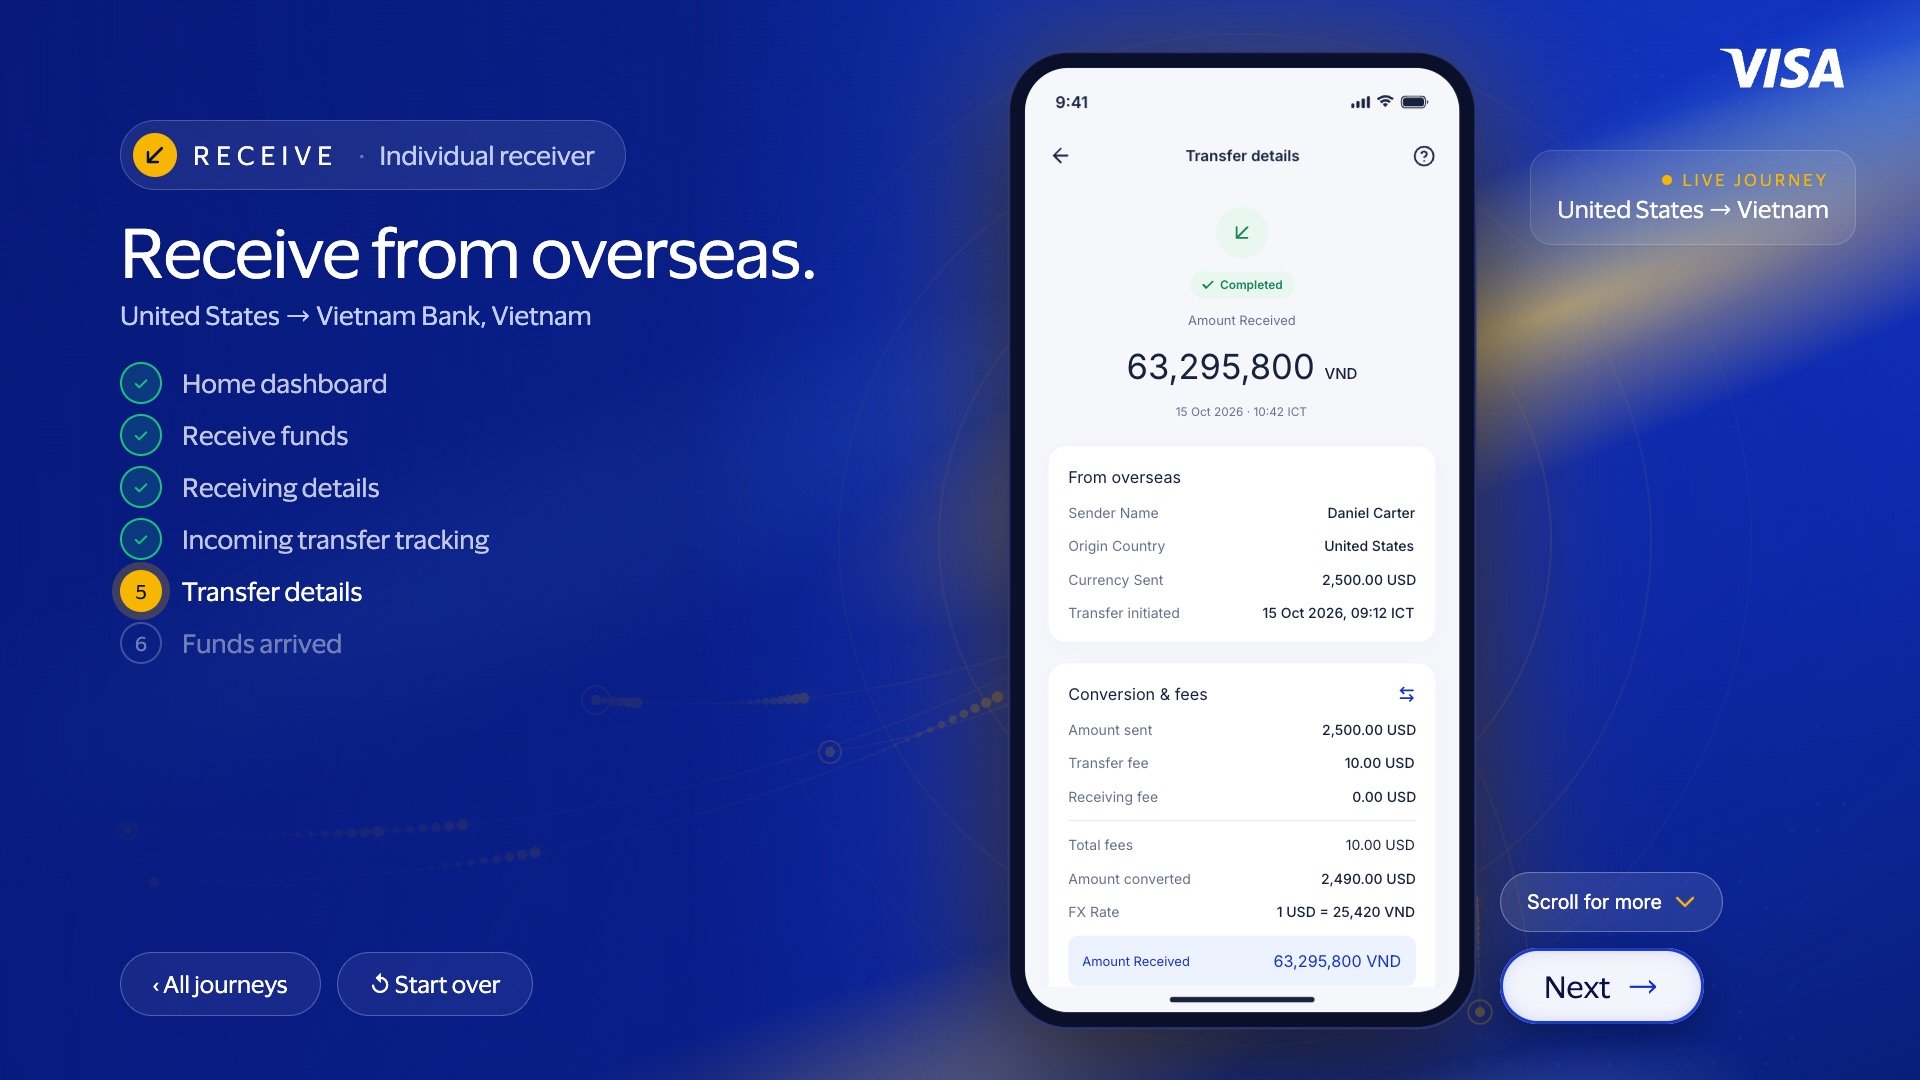 VISA
RECEIVE · Individual receiver
Receive from overseas.
United States → Vietnam Bank, Vietnam
Home dashboard
Receive funds
Receiving details
Incoming transfer tracking
5 Transfer details
6 Funds arrived
‹ All journeys
Start over
9:41
Transfer details
Completed
Amount Received
63,295,800 VND
15 Oct 2026 · 10:42 ICT
From overseas
Sender Name Daniel Carter
Origin Country United States
Currency Sent 2,500.00 USD
Transfer initiated 15 Oct 2026, 09:12 ICT
Conversion & fees
Amount sent 2,500.00 USD
Transfer fee 10.00 USD
Receiving fee 0.00 USD
Total fees 10.00 USD
Amount converted 2,490.00 USD
FX Rate 1 USD = 25,420 VND
Amount Received 63,295,800 VND
LIVE JOURNEY
United States → Vietnam
Scroll for more
Next →